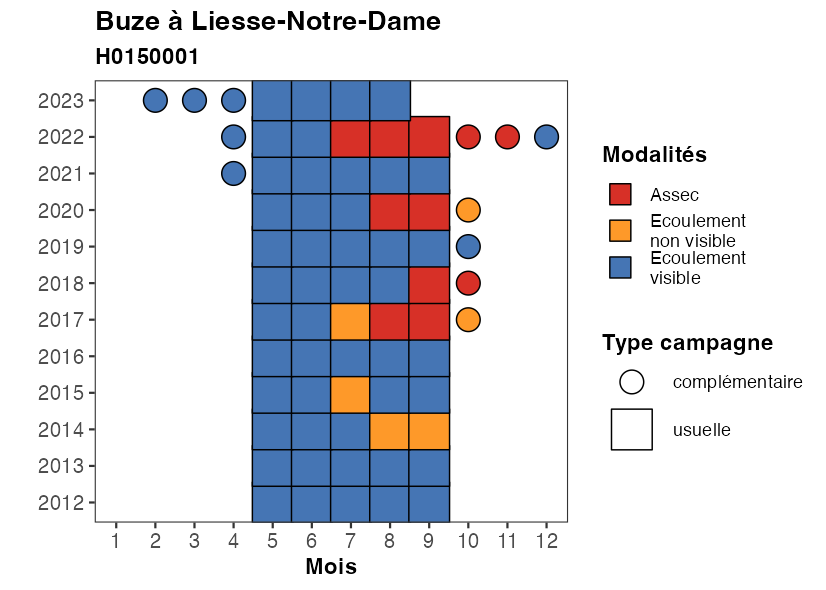 Buze à Liesse-Notre-Dame
H0150001
2023
2022
2021
2020
2019
2018
2017
2016
2015
2014
2013
2012
1 2 3 4 5 6 7 8 9 10 11 12
Mois
Modalités
Assec
Ecoulement
non visible
Ecoulement
visible
Type campagne
complémentaire
usuelle